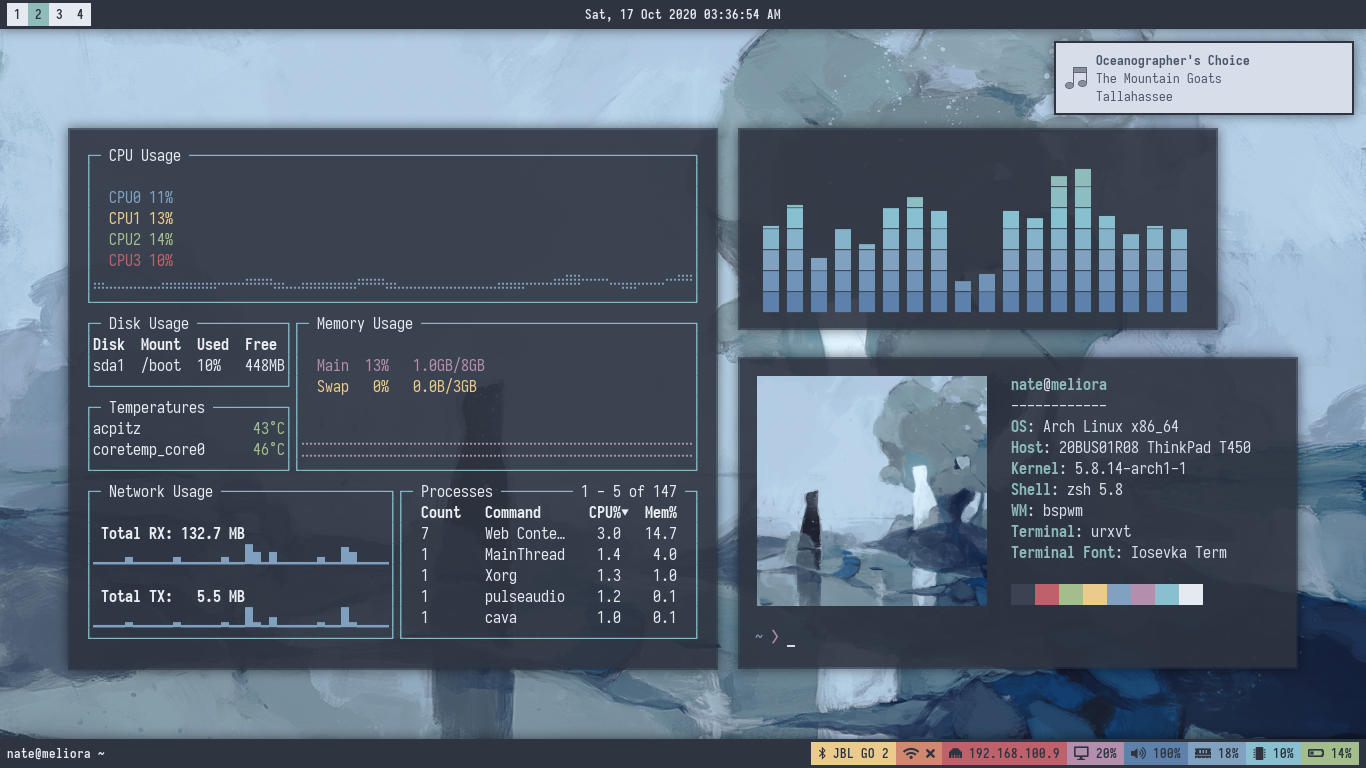 1 2 3 4
Sat, 17 Oct 2020 03:36:54 AM
Oceanographer's Choice
The Mountain Goats
Tallahassee
CPU Usage
CPU0 11%
CPU1 13%
CPU2 14%
CPU3 10%
Disk Usage
Disk Mount Used Free
sda1 /boot 10% 448MB
Memory Usage
Main 13% 1.0GB/8GB
Swap 0% 0.0B/3GB
Temperatures
acpitz 43°C
coretemp_core0 46°C
Network Usage
Total RX: 132.7 MB
Total TX: 5.5 MB
Processes 1 - 5 of 147
Count Command CPU%▼ Mem%
7 Web Conte… 3.0 14.7
1 MainThread 1.4 4.0
1 Xorg 1.3 1.0
1 pulseaudio 1.2 0.1
1 cava 1.0 0.1
nate@meliora
------------
OS: Arch Linux x86_64
Host: 20BUS01R08 ThinkPad T450
Kernel: 5.8.14-arch1-1
Shell: zsh 5.8
WM: bspwm
Terminal: urxvt
Terminal Font: Iosevka Term
~ ❯ _
nate@meliora ~
JBL GO 2
192.168.100.9
20%
100%
18%
10%
14%